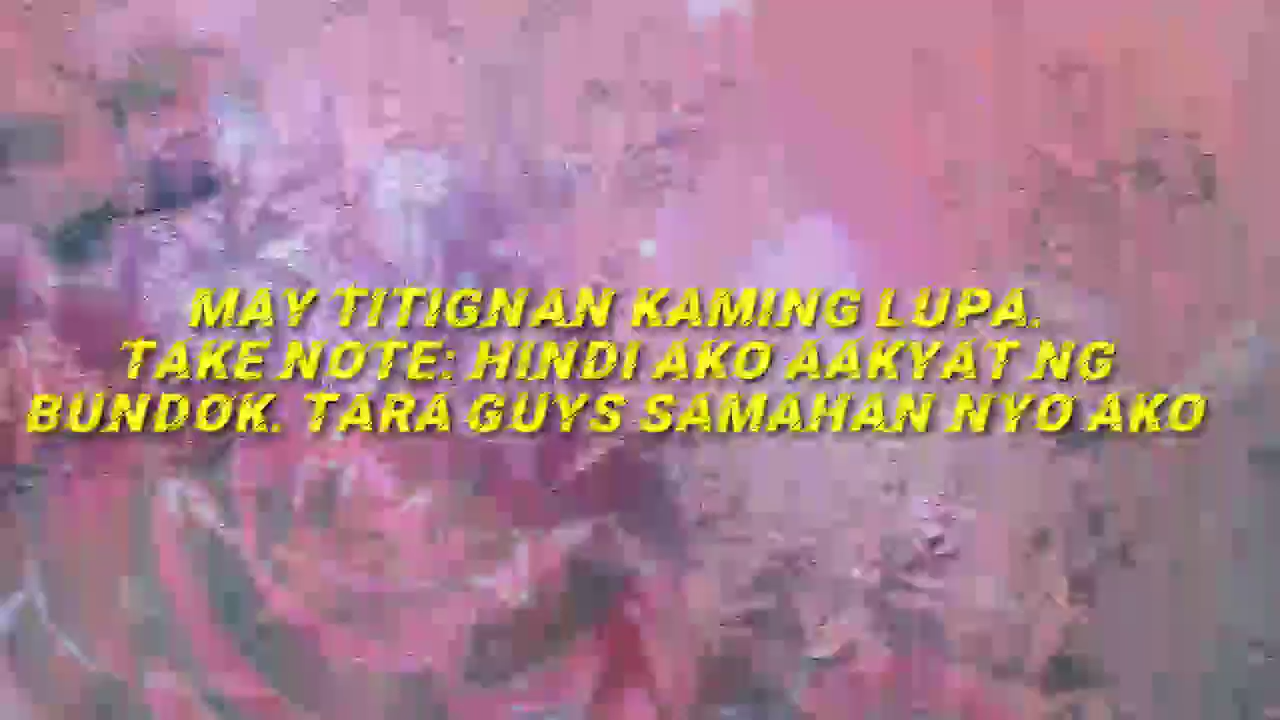 MAY TITIGNAN KAMING LUPA.
TAKE NOTE: HINDI AKO AAKYAT NG
BUNDOK. TARA GUYS SAMAHAN NYO AKO